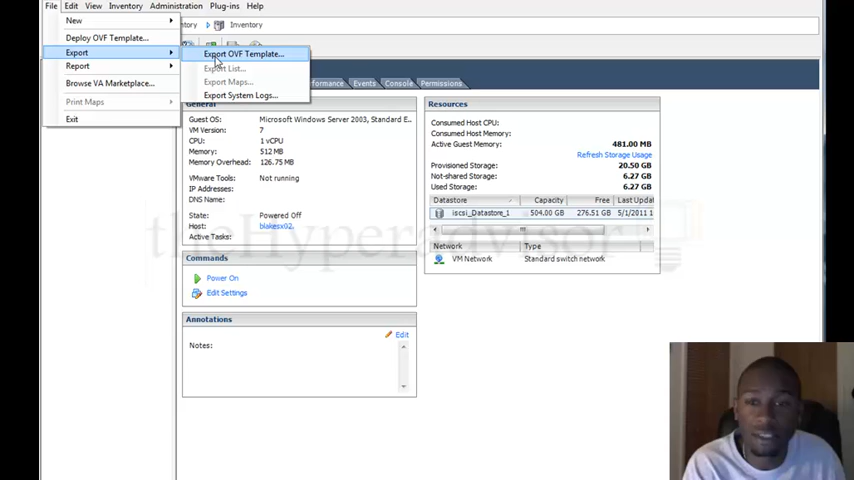 File Edit View Inventory Administration Plug-ins Help
New
Deploy OVF Template...
Export
Report
Browse VA Marketplace...
Print Maps
Exit
Inventory
Export OVF Template...
Export List...
Export Maps...
Export System Logs...
Events Console Permissions
General
Guest OS: Microsoft Windows Server 2003, Standard E..
VM Version: 7
CPU: 1 vCPU
Memory: 512 MB
Memory Overhead: 126.75 MB
VMware Tools: Not running
IP Addresses:
DNS Name:
State: Powered Off
Host: blakesx02.
Active Tasks:
Commands
Power On
Edit Settings
Annotations
Edit
Notes:
Resources
Consumed Host CPU:
Consumed Host Memory:
Active Guest Memory: 481.00 MB
Refresh Storage Usage
Provisioned Storage: 20.50 GB
Not-shared Storage: 6.27 GB
Used Storage: 6.27 GB
Datastore Capacity Free Last Updat
iscsi_Datastore_1 504.00 GB 276.51 GB 5/1/2011 1
Network Type
VM Network Standard switch network
theHyperadvisor